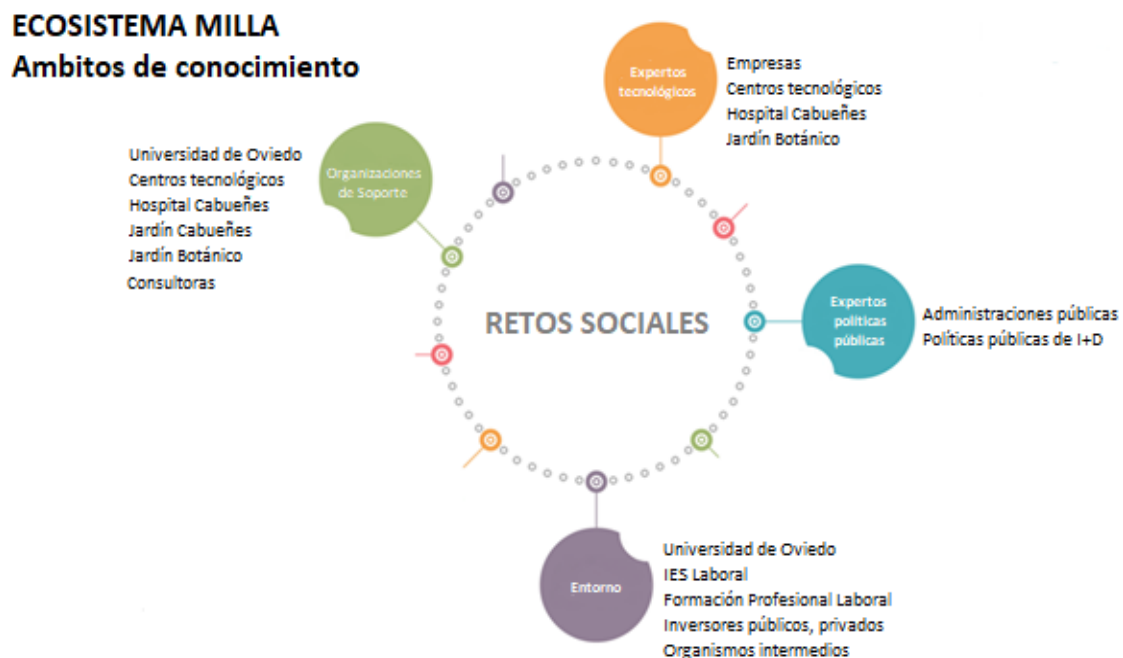 ECOSISTEMA MILLA
Ambitos de conocimiento
Expertos
tecnológicos
Empresas
Centros tecnológicos
Hospital Cabueñes
Jardín Botánico
Organizaciones
de Soporte
Universidad de Oviedo
Centros tecnológicos
Hospital Cabueñes
Jardín Cabueñes
Jardín Botánico
Consultoras
RETOS SOCIALES
Expertos
políticas
públicas
Administraciones públicas
Políticas públicas de I+D
Entorno
Universidad de Oviedo
IES Laboral
Formación Profesional Laboral
Inversores públicos, privados
Organismos intermedios